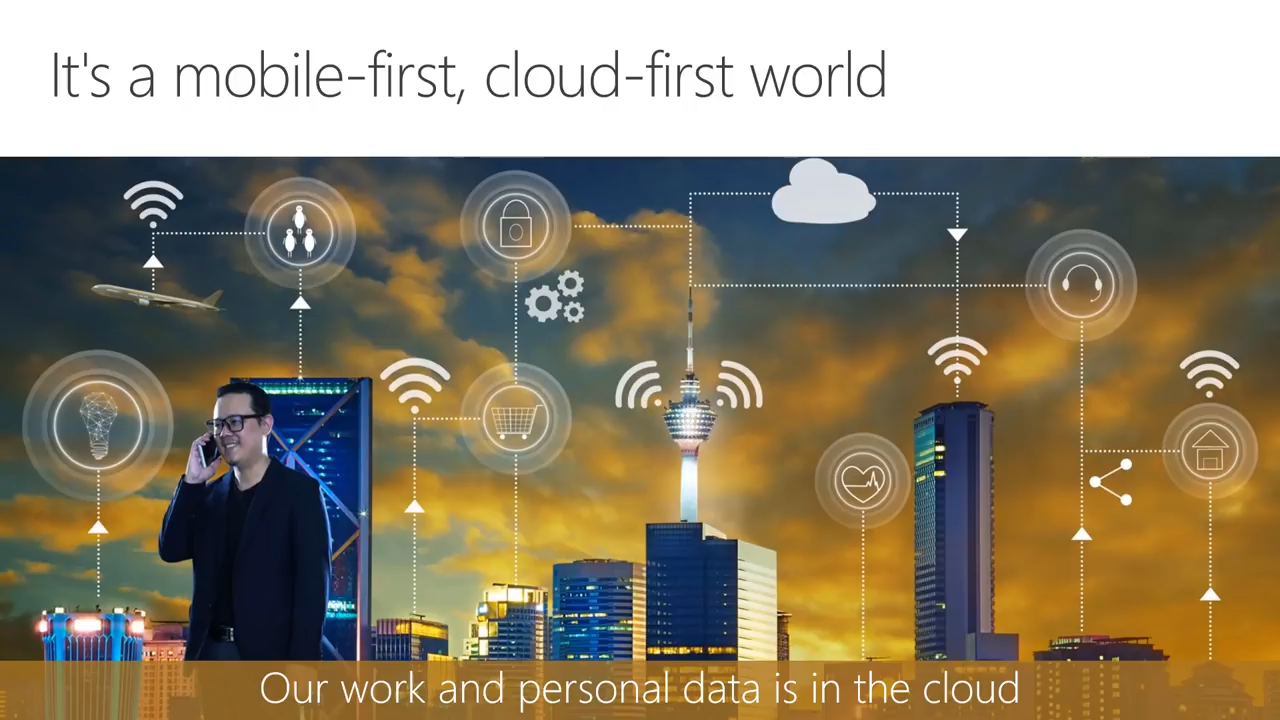 It's a mobile-first, cloud-first world
Our work and personal data is in the cloud